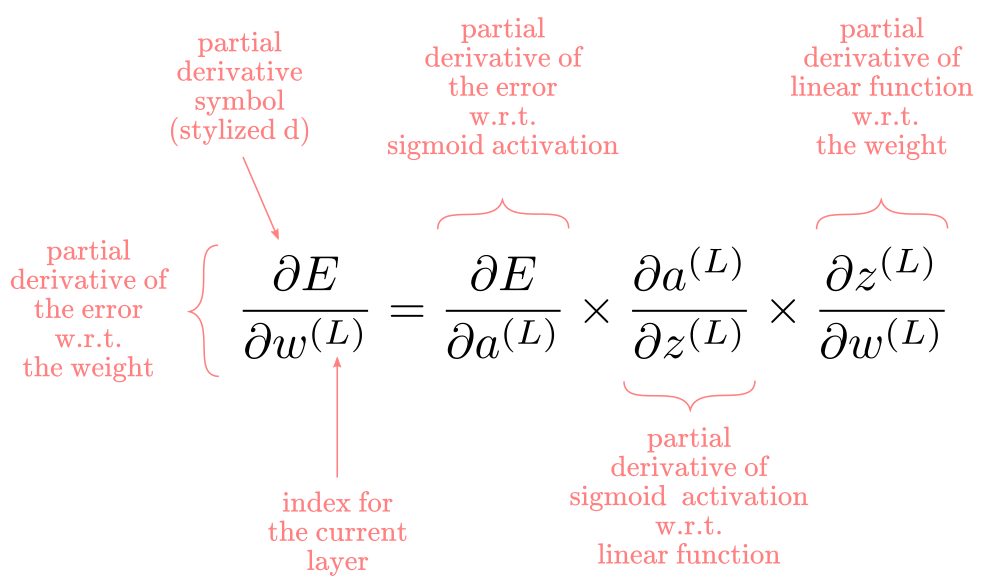 partial
derivative
symbol
(stylized d)
partial
derivative of
the error
w.r.t.
sigmoid activation
partial
derivative of
linear function
w.r.t.
the weight
partial
derivative of
the error
w.r.t.
the weight
∂E/∂w^(L) = ∂E/∂a^(L) × ∂a^(L)/∂z^(L) × ∂z^(L)/∂w^(L)
index for
the current
layer
partial
derivative of
sigmoid activation
w.r.t.
linear function